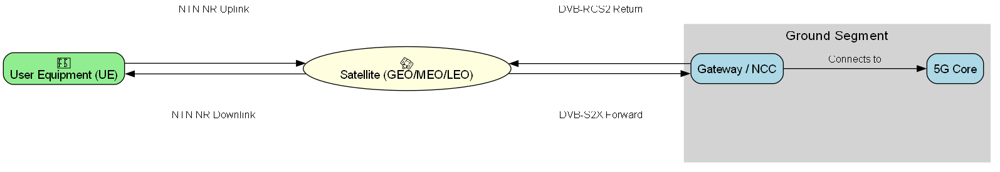 NTN NR Uplink
DVB-RCS2 Return
Ground Segment
User Equipment (UE)
Satellite (GEO/MEO/LEO)
Gateway / NCC
Connects to
5G Core
NTN NR Downlink
DVB-S2X Forward